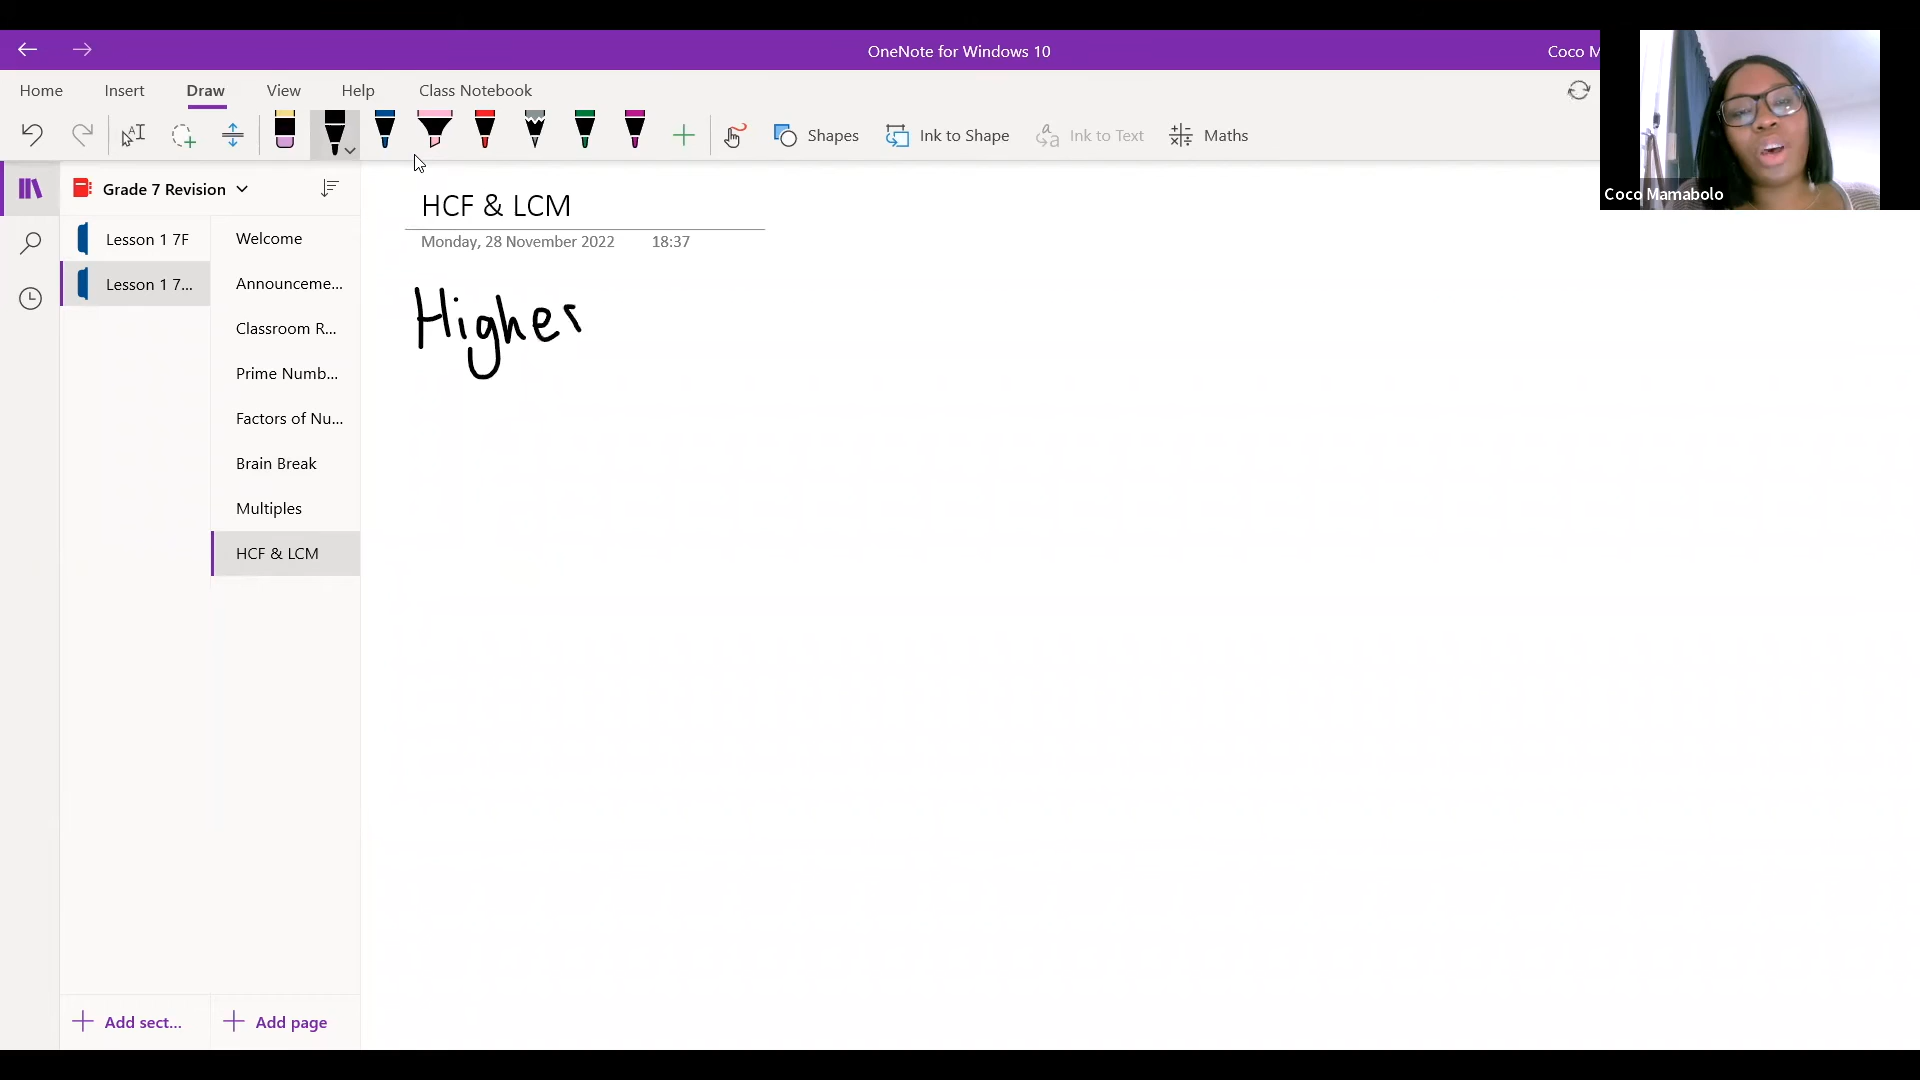 OneNote for Windows 10
Coco M
Home Insert Draw View Help Class Notebook
Shapes Ink to Shape Ink to Text Maths
Coco Mamabolo
Grade 7 Revision
Lesson 1 7F
Lesson 1 7...
Welcome
Announceme...
Classroom R...
Prime Numb...
Factors of Nu...
Brain Break
Multiples
HCF & LCM
Add sect...
Add page
HCF & LCM
Monday, 28 November 2022 18:37
Higher